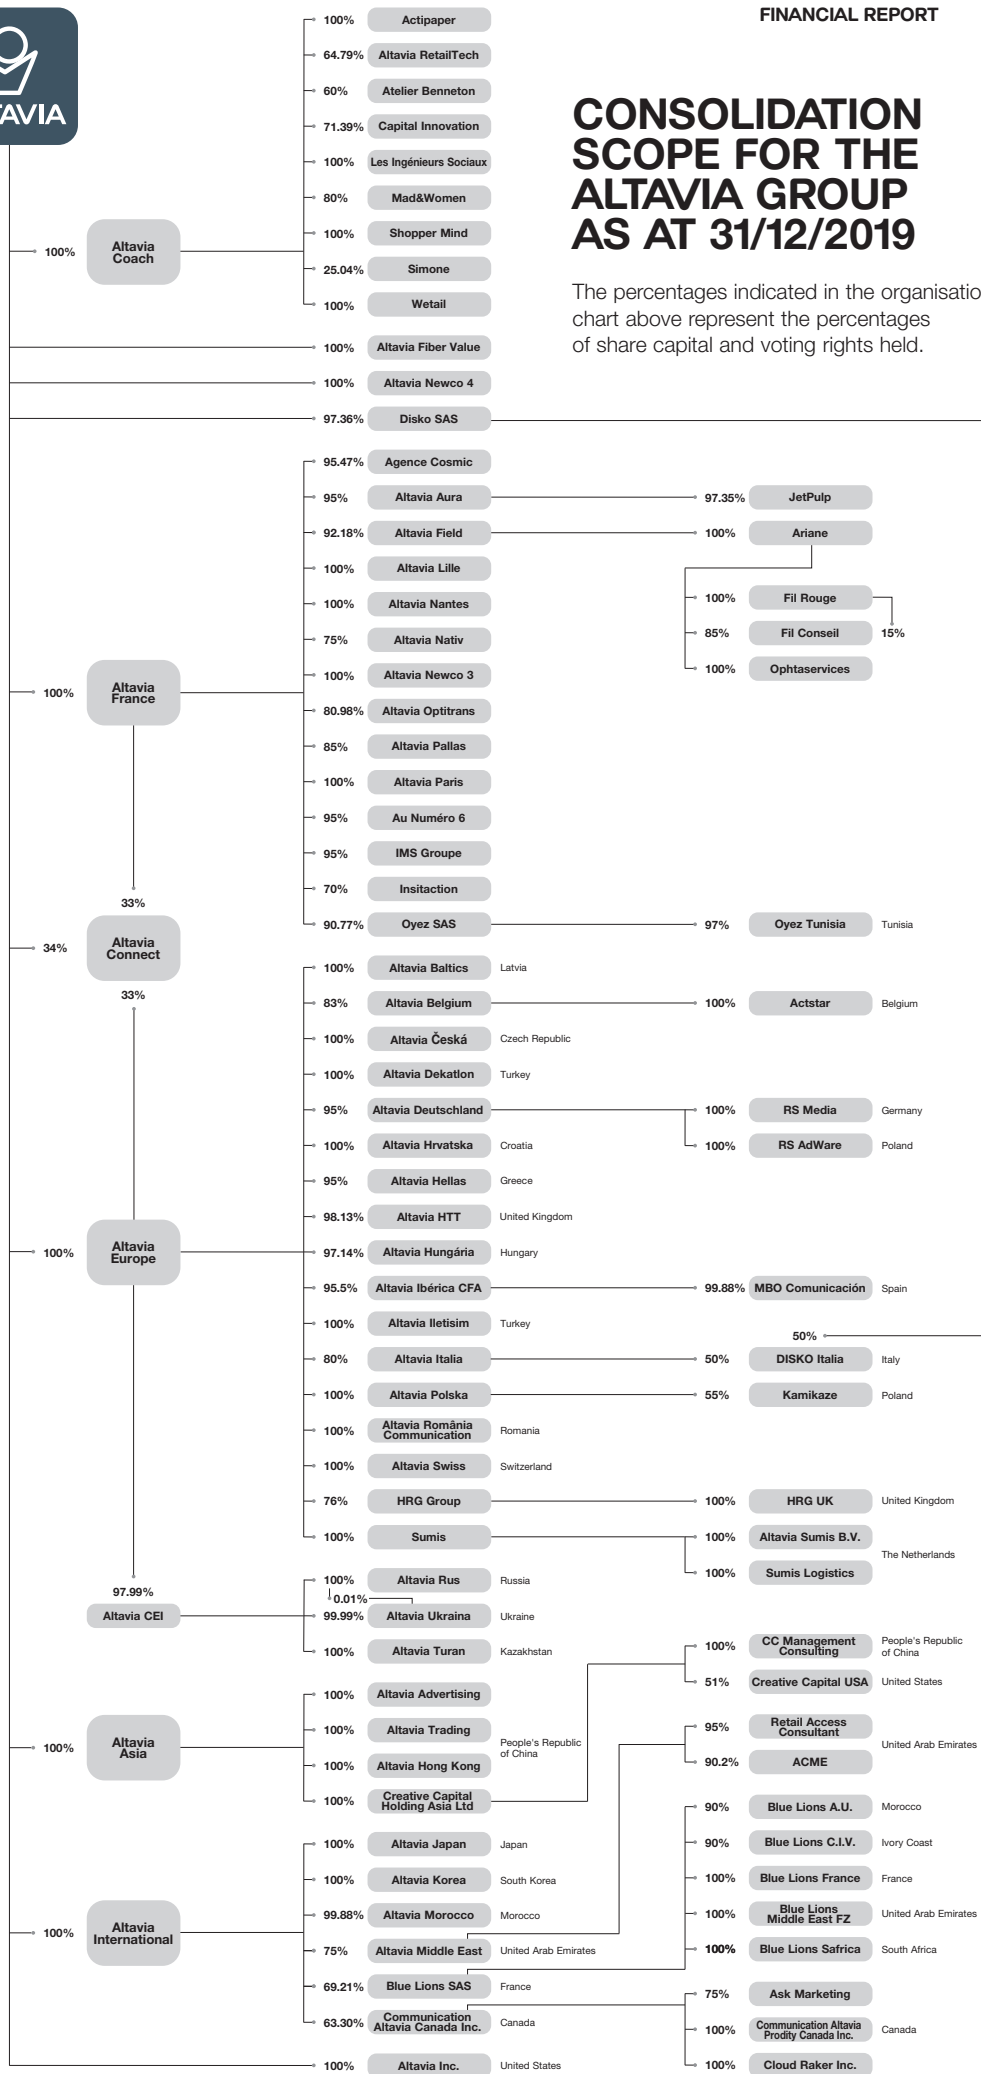 FINANCIAL REPORT
TAVIA
CONSOLIDATION
SCOPE FOR THE
ALTAVIA GROUP
AS AT 31/12/2019
The percentages indicated in the organisatio
chart above represent the percentages
of share capital and voting rights held.
100% Altavia
Coach
100% Actipaper
64.79% Altavia RetailTech
60% Atelier Benneton
71.39% Capital Innovation
100% Les Ingénieurs Sociaux
80% Mad&Women
100% Shopper Mind
25.04% Simone
100% Wetail
100% Altavia Fiber Value
100% Altavia Newco 4
97.36% Disko SAS
100% Altavia
France
95.47% Agence Cosmic
95% Altavia Aura 97.35% JetPulp
92.18% Altavia Field 100% Ariane
100% Altavia Lille
100% Fil Rouge
100% Altavia Nantes
85% Fil Conseil 15%
75% Altavia Nativ
100% Ophtaservices
100% Altavia Newco 3
80.98% Altavia Optitrans
85% Altavia Pallas
100% Altavia Paris
95% Au Numéro 6
95% IMS Groupe
70% Insitaction
90.77% Oyez SAS 97% Oyez Tunisia Tunisia
33%
34% Altavia
Connect
33%
100% Altavia
Europe
100% Altavia Baltics Latvia
83% Altavia Belgium 100% Actstar Belgium
100% Altavia Česká Czech Republic
100% Altavia Dekatlon Turkey
95% Altavia Deutschland 100% RS Media Germany
100% RS AdWare Poland
100% Altavia Hrvatska Croatia
95% Altavia Hellas Greece
98.13% Altavia HTT United Kingdom
97.14% Altavia Hungária Hungary
95.5% Altavia Ibérica CFA 99.88% MBO Comunicación Spain
100% Altavia Iletisim Turkey
50%
80% Altavia Italia 50% DISKO Italia Italy
100% Altavia Polska 55% Kamikaze Poland
100% Altavia România
Communication Romania
100% Altavia Swiss Switzerland
76% HRG Group 100% HRG UK United Kingdom
100% Sumis 100% Altavia Sumis B.V.
100% Sumis Logistics
The Netherlands
97.99%
Altavia CEI
100% Altavia Rus Russia
0.01%
99.99% Altavia Ukraina Ukraine
100% Altavia Turan Kazakhstan
100% Altavia
Asia
100% Altavia Advertising
100% Altavia Trading
100% Altavia Hong Kong
People's Republic
of China
100% Creative Capital
Holding Asia Ltd
100% CC Management
Consulting
People's Republic
of China
51% Creative Capital USA United States
95% Retail Access
Consultant
90.2% ACME
United Arab Emirates
100% Altavia
International
100% Altavia Japan Japan
100% Altavia Korea South Korea
99.88% Altavia Morocco Morocco
75% Altavia Middle East United Arab Emirates
69.21% Blue Lions SAS France
63.30% Communication
Altavia Canada Inc. Canada
90% Blue Lions A.U. Morocco
90% Blue Lions C.I.V. Ivory Coast
100% Blue Lions France France
100% Blue Lions
Middle East FZ United Arab Emirates
100% Blue Lions Safrica South Africa
75% Ask Marketing
100% Communication Altavia
Prodity Canada Inc. Canada
100% Cloud Raker Inc.
100% Altavia Inc. United States